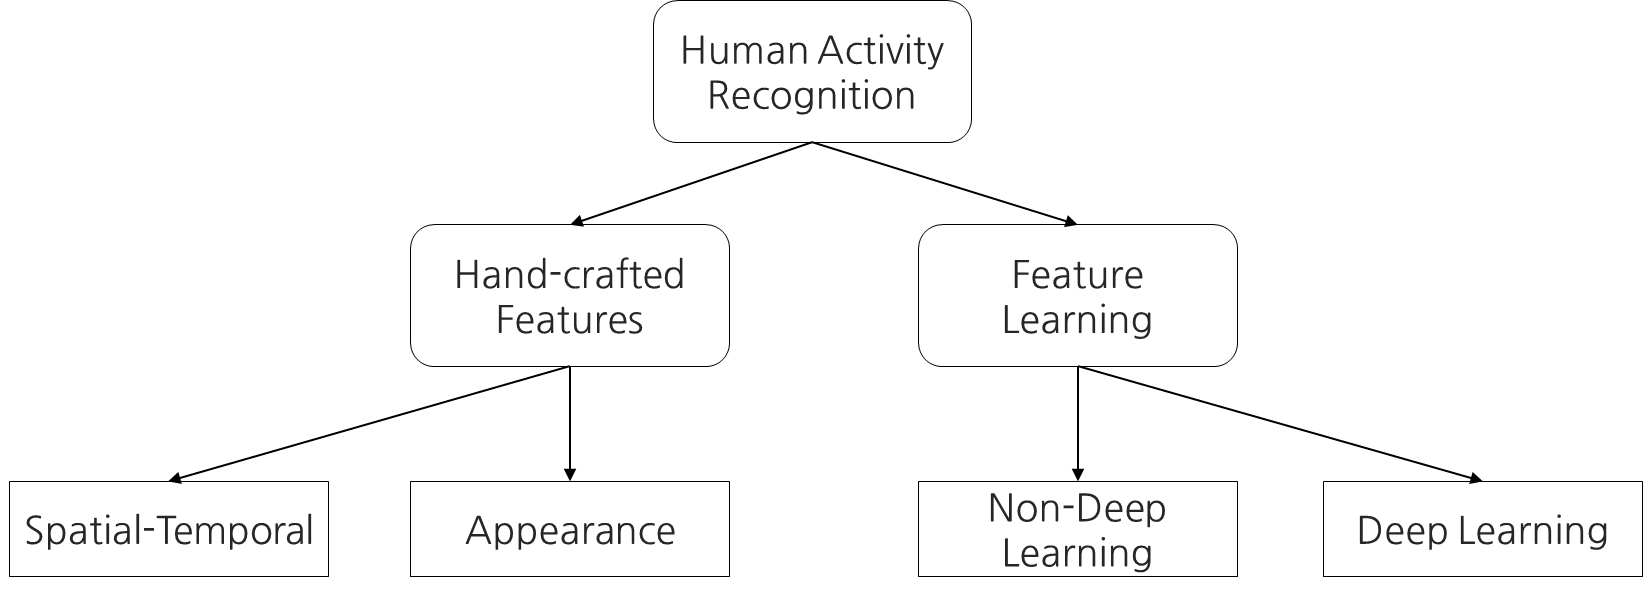 Human Activity
Recognition
Hand-crafted
Features
Feature
Learning
Spatial-Temporal
Appearance
Non-Deep
Learning
Deep Learning